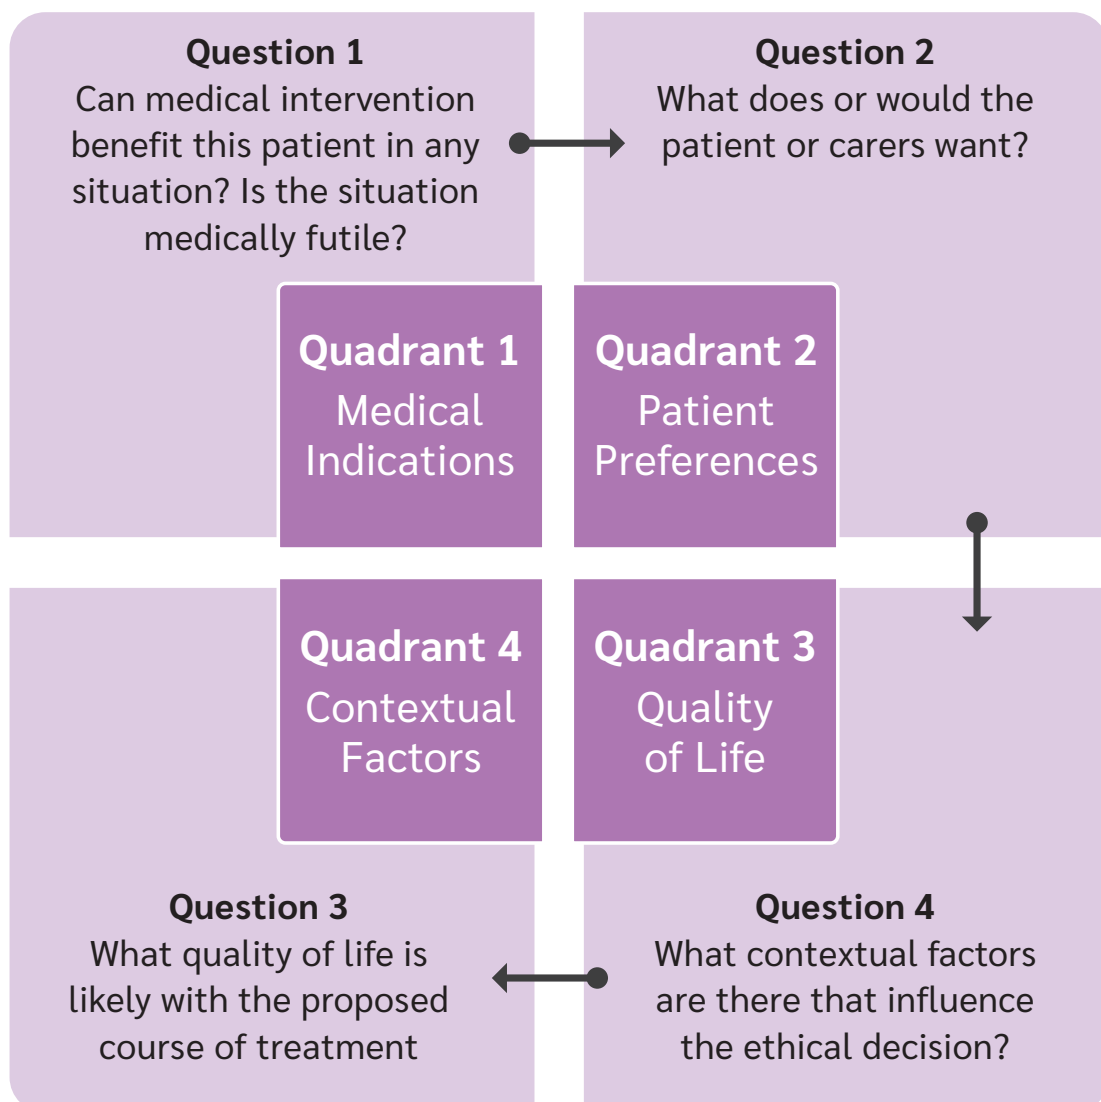 Question 1
Can medical intervention
benefit this patient in any
situation? Is the situation
medically futile?
Question 2
What does or would the
patient or carers want?
Quadrant 1
Medical
Indications
Quadrant 2
Patient
Preferences
Quadrant 4
Contextual
Factors
Quadrant 3
Quality
of Life
Question 3
What quality of life is
likely with the proposed
course of treatment
Question 4
What contextual factors
are there that influence
the ethical decision?